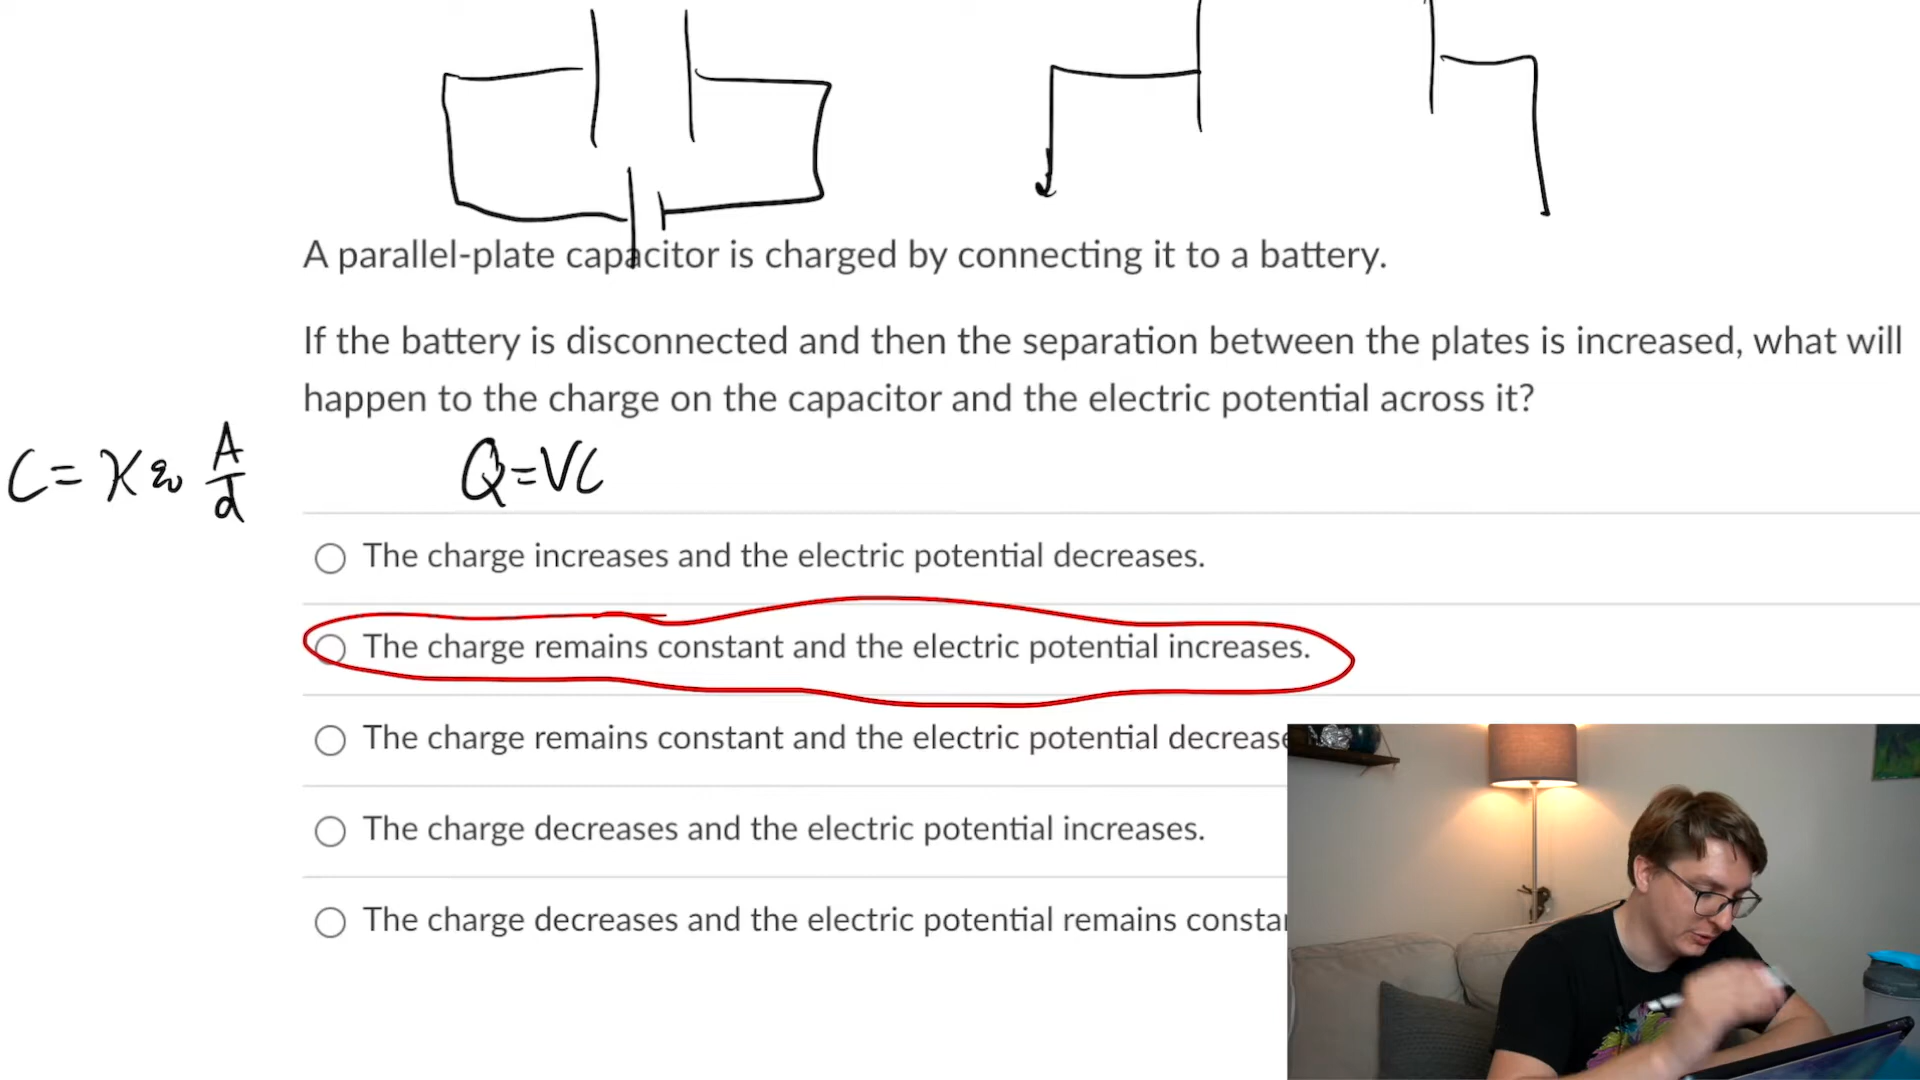 A parallel-plate capacitor is charged by connecting it to a battery.
If the battery is disconnected and then the separation between the plates is increased, what will
happen to the charge on the capacitor and the electric potential across it?
C = κε₀ A/d
Q=VC
The charge increases and the electric potential decreases.
The charge remains constant and the electric potential increases.
The charge remains constant and the electric potential decrease
The charge decreases and the electric potential increases.
The charge decreases and the electric potential remains consta